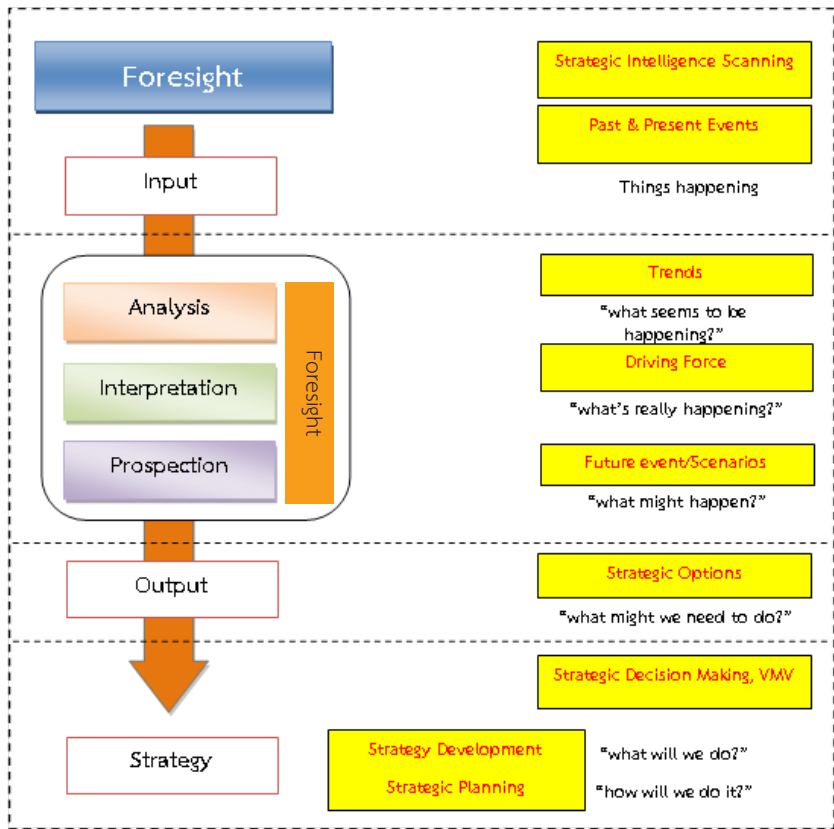 Foresight
Strategic Intelligence Scanning
Past & Present Events
Input
Things happening
Analysis
Trends
"what seems to be
happening?"
Foresight
Interpretation
Driving Force
"what's really happening?"
Prospection
Future event/Scenarios
"what might happen?"
Output
Strategic Options
"what might we need to do?"
Strategic Decision Making, VMV
Strategy
Strategy Development
"what will we do?"
Strategic Planning
"how will we do it?"